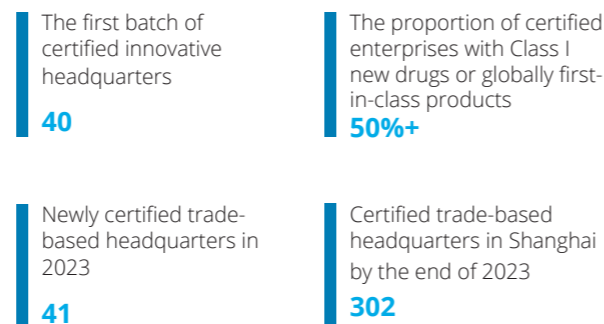 The first batch of
certified innovative
headquarters
40
The proportion of certified
enterprises with Class I
new drugs or globally first-
in-class products
50%+
Newly certified trade-
based headquarters in
2023
41
Certified trade-based
headquarters in Shanghai
by the end of 2023
302